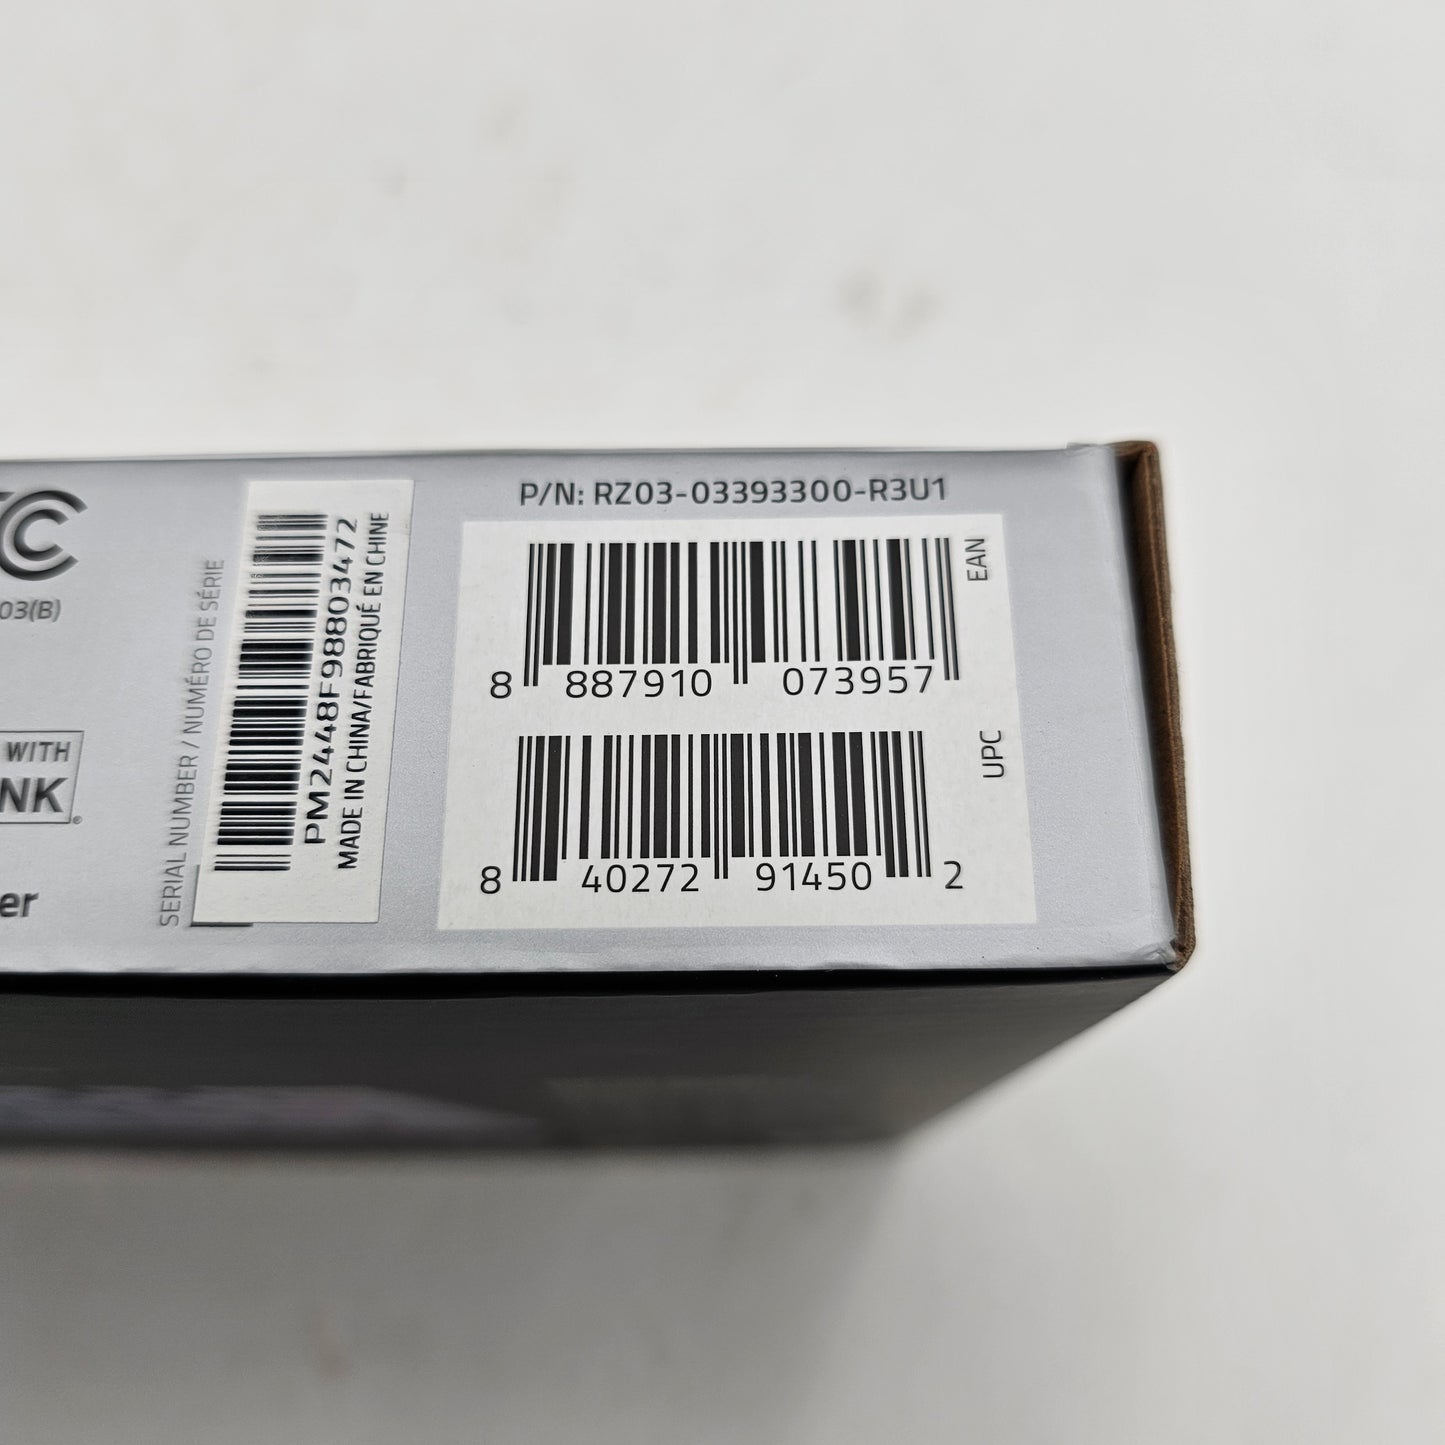 03(B)
WITH
NK
er
SERIAL NUMBER / NUMÉRO DE SÉRIE
PM2448F98803472
MADE IN CHINA/FABRIQUÉ EN CHINE
P/N: RZ03-03393300-R3U1
8 887910 073957
EAN
8 40272 91450 2
UPC